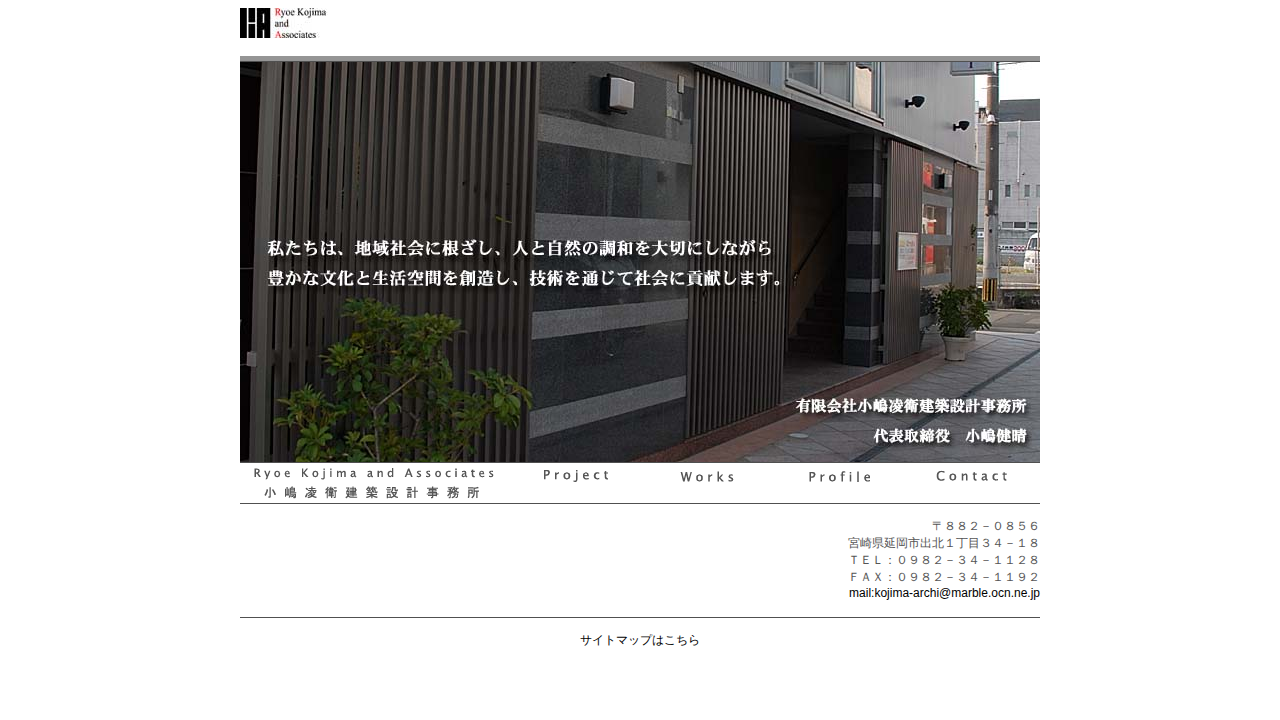 Ryoe Kojima
and
Associates
私たちは、地域社会に根ざし、人と自然の調和を大切にしながら
豊かな文化と生活空間を創造し、技術を通じて社会に貢献します。
有限会社小嶋凌衛建築設計事務所
代表取締役　小嶋健晴
Ryoe Kojima and Associates
小嶋凌衛建築設計事務所
Project
Works
Profile
Contact
〒８８２－０８５６
宮崎県延岡市出北１丁目３４－１８
ＴＥＬ：０９８２－３４－１１２８
ＦＡＸ：０９８２－３４－１１９２
mail:kojima-archi@marble.ocn.ne.jp
サイトマップはこちら